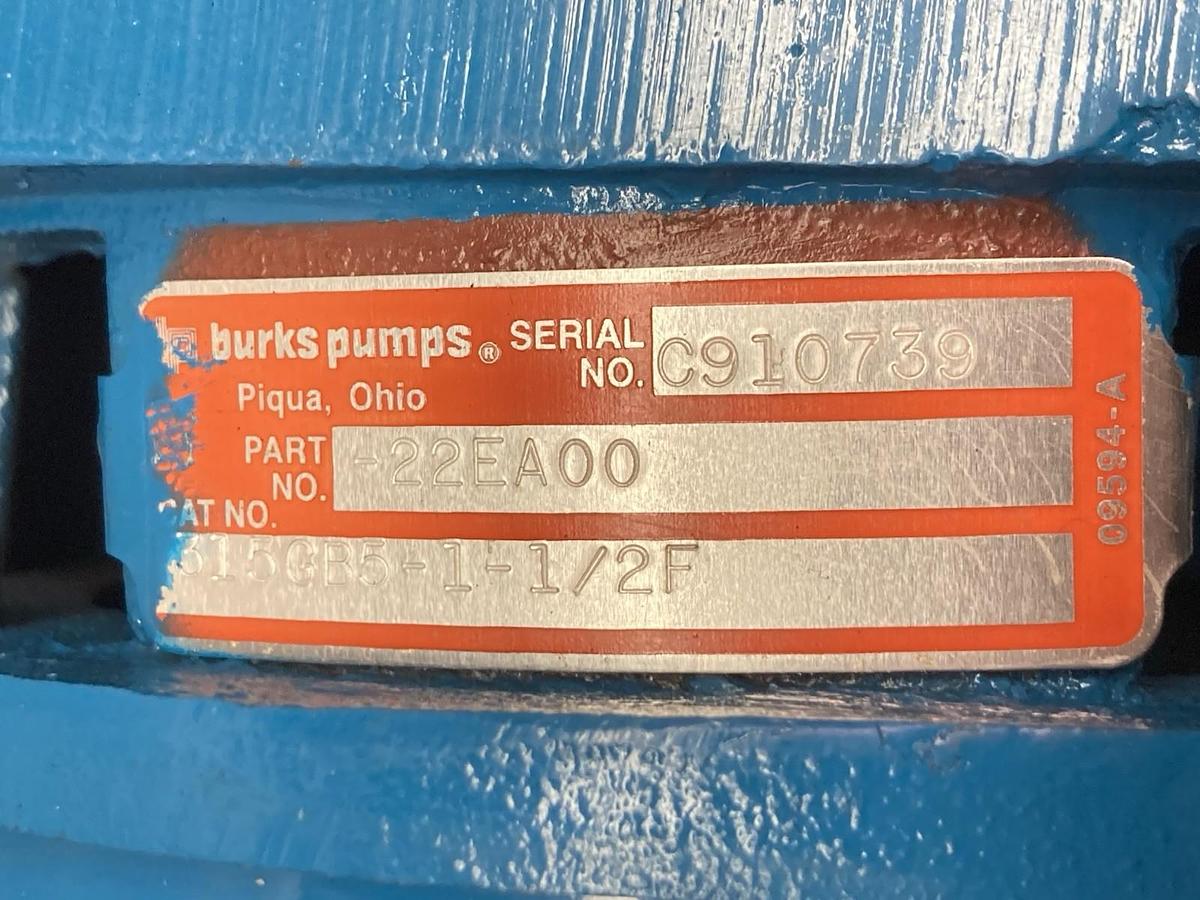 burks pumps® SERIAL NO. C910739
Piqua, Ohio
PART NO. -22EA00
CAT NO.
315GB5-1-1/2F
09594-A